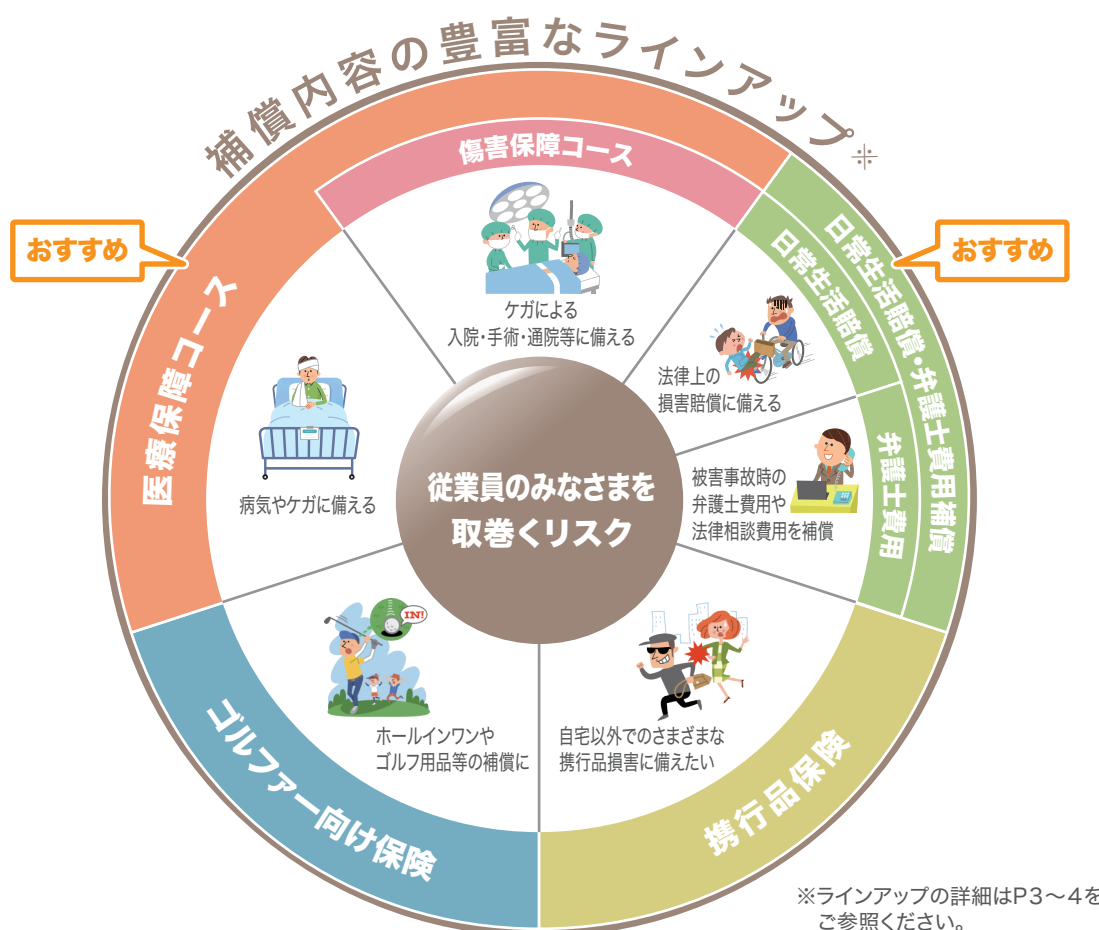 補償内容の豊富なラインアップ※
傷害保障コース
おすすめ
医療保障コース
おすすめ
日常生活賠償・弁護士費用補償
日常生活賠償
弁護士費用
ケガによる
入院・手術・通院等に備える
法律上の
損害賠償に備える
病気やケガに備える
従業員のみなさまを
取巻くリスク
被害事故時の
弁護士費用や
法律相談費用を補償
IN!
ホールインワンや
ゴルフ用品等の補償に
自宅以外でのさまざまな
携行品損害に備えたい
ゴルファー向け保険
携行品保険
※ラインアップの詳細はP3～4を
ご参照ください。